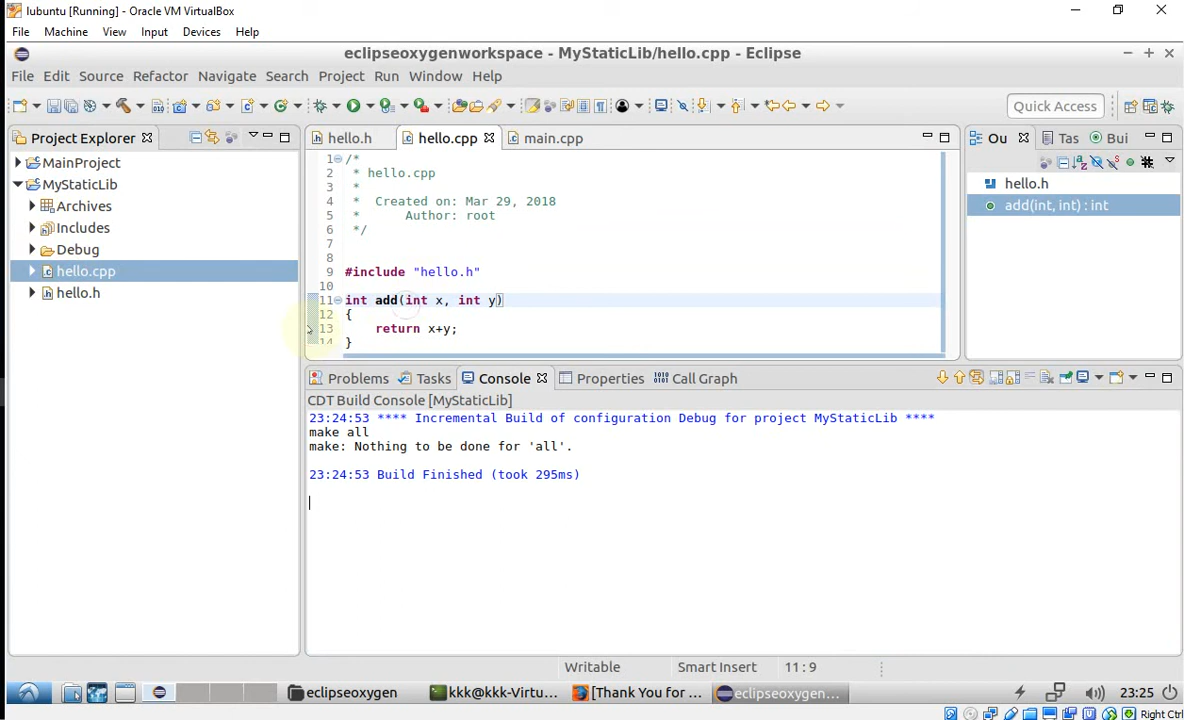 lubuntu [Running] - Oracle VM VirtualBox
File Machine View Input Devices Help
eclipseoxygenworkspace - MyStaticLib/hello.cpp - Eclipse
File Edit Source Refactor Navigate Search Project Run Window Help
Quick Access
Project Explorer
MainProject
MyStaticLib
Archives
Includes
Debug
hello.cpp
hello.h
hello.h hello.cpp main.cpp
1 /*
2 * hello.cpp
3 *
4 * Created on: Mar 29, 2018
5 * Author: root
6 */
7
8
9 #include "hello.h"
10
11 int add(int x, int y)
12 {
13 return x+y;
14 }
Ou Tas Bui
hello.h
add(int, int) : int
Problems Tasks Console Properties Call Graph
CDT Build Console [MyStaticLib]
23:24:53 **** Incremental Build of configuration Debug for project MyStaticLib ****
make all
make: Nothing to be done for 'all'.
23:24:53 Build Finished (took 295ms)
Writable Smart Insert 11 : 9
eclipseoxygen kkk@kkk-Virtu... [Thank You for ... eclipseoxygen... 23:25
Right Ctrl